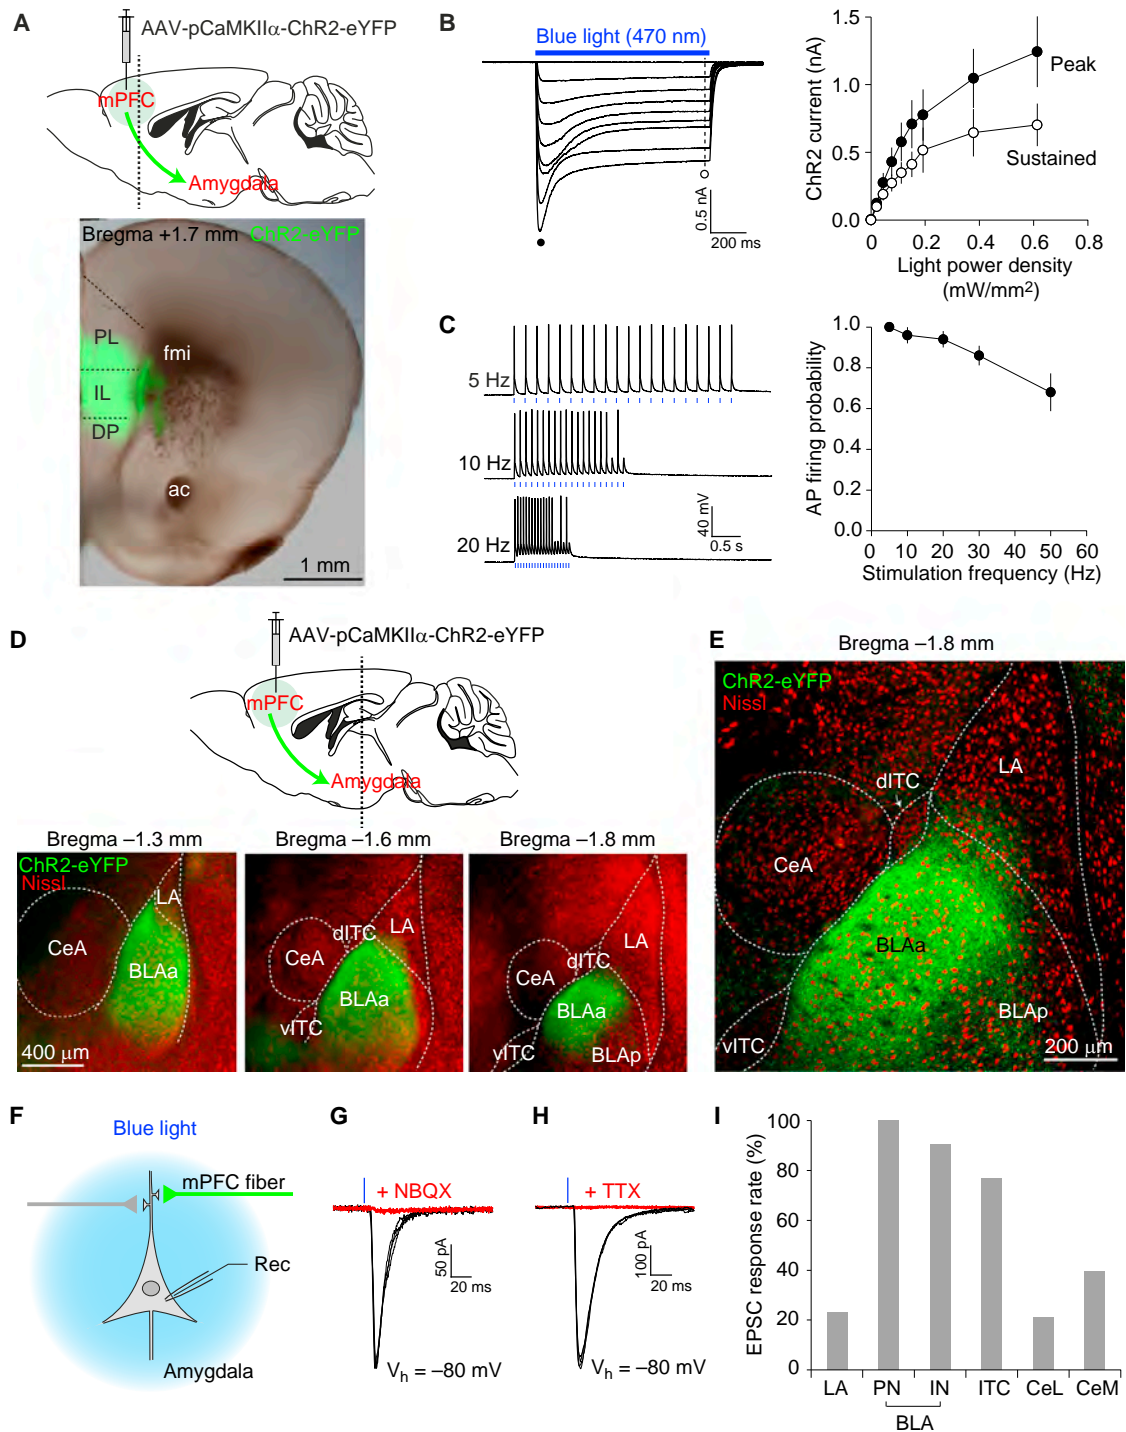 A
AAV-pCaMKIIα-ChR2-eYFP
mPFC
Amygdala
Bregma +1.7 mm
ChR2-eYFP
PL
fmi
IL
DP
ac
1 mm
B
Blue light (470 nm)
0.5 nA
200 ms
ChR2 current (nA)
1.5
1.0
0.5
0.0
Peak
Sustained
0 0.2 0.4 0.6 0.8
Light power density
(mW/mm²)
C
5 Hz
10 Hz
20 Hz
40 mV
0.5 s
AP firing probability
1.0
0.8
0.6
0.4
0.2
0.0
0 10 20 30 40 50 60
Stimulation frequency (Hz)
D
AAV-pCaMKIIα-ChR2-eYFP
mPFC
Amygdala
Bregma –1.3 mm
ChR2-eYFP
Nissl
LA
CeA
BLAa
400 µm
Bregma –1.6 mm
LA
dITC
CeA
BLAa
vITC
Bregma –1.8 mm
LA
dITC
CeA
BLAa
vITC
BLAp
E
Bregma –1.8 mm
ChR2-eYFP
Nissl
LA
dITC
CeA
BLAa
BLAp
vITC
200 µm
F
Blue light
mPFC fiber
Rec
Amygdala
G
+ NBQX
50 pA
20 ms
Vh = –80 mV
H
+ TTX
100 pA
20 ms
Vh = –80 mV
I
EPSC response rate (%)
100
80
60
40
20
0
LA PN IN ITC CeL CeM
BLA